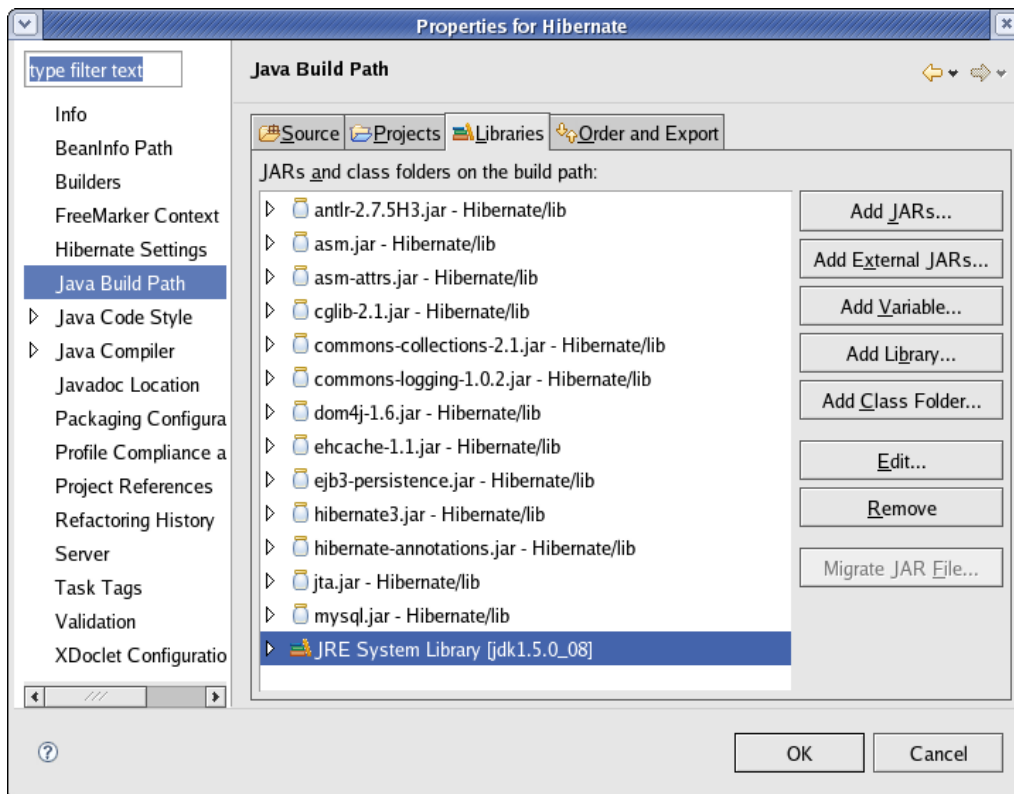 Properties for Hibernate
type filter text
Info
BeanInfo Path
Builders
FreeMarker Context
Hibernate Settings
Java Build Path
Java Code Style
Java Compiler
Javadoc Location
Packaging Configura
Profile Compliance a
Project References
Refactoring History
Server
Task Tags
Validation
XDoclet Configuratio
Java Build Path
Source Projects Libraries Order and Export
JARs and class folders on the build path:
antlr-2.7.5H3.jar - Hibernate/lib
asm.jar - Hibernate/lib
asm-attrs.jar - Hibernate/lib
cglib-2.1.jar - Hibernate/lib
commons-collections-2.1.jar - Hibernate/lib
commons-logging-1.0.2.jar - Hibernate/lib
dom4j-1.6.jar - Hibernate/lib
ehcache-1.1.jar - Hibernate/lib
ejb3-persistence.jar - Hibernate/lib
hibernate3.jar - Hibernate/lib
hibernate-annotations.jar - Hibernate/lib
jta.jar - Hibernate/lib
mysql.jar - Hibernate/lib
JRE System Library [jdk1.5.0_08]
Add JARs...
Add External JARs...
Add Variable...
Add Library...
Add Class Folder...
Edit...
Remove
Migrate JAR File...
?
OK
Cancel